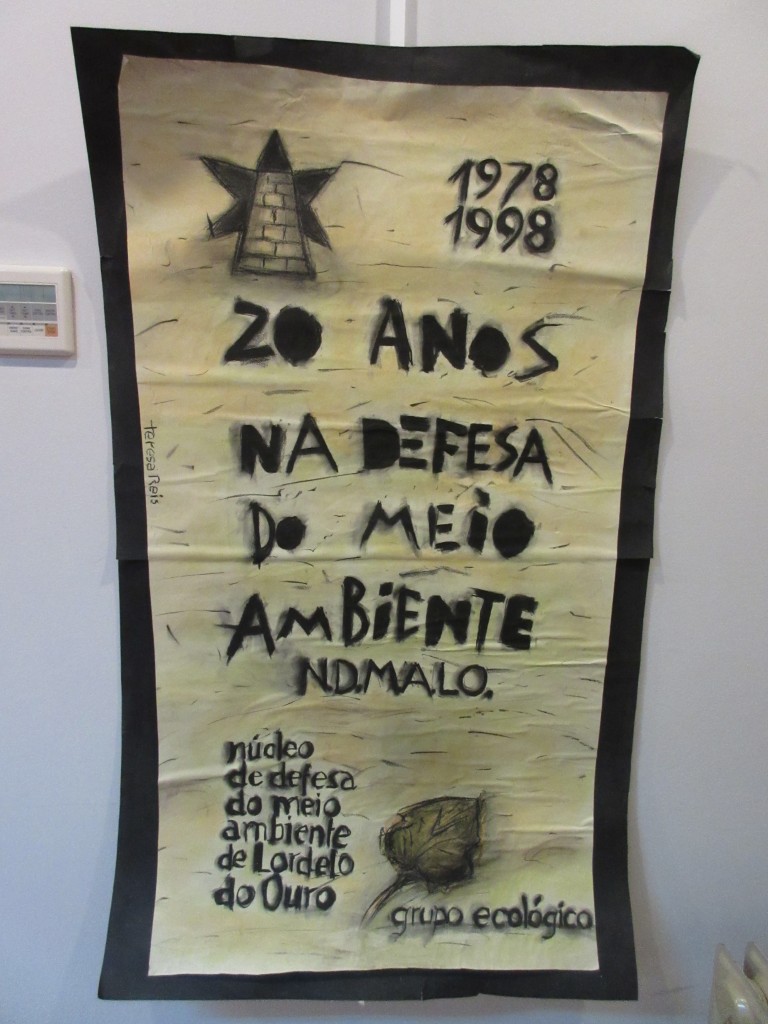 1978
1998
20 ANOS
NA DEFESA
DO MEiO
AMBiENTE
N.D.M.A.L.O.
teresa Reis
núcleo
de defesa
do meio
ambiente
de Lordelo
do Ouro
grupo ecológico